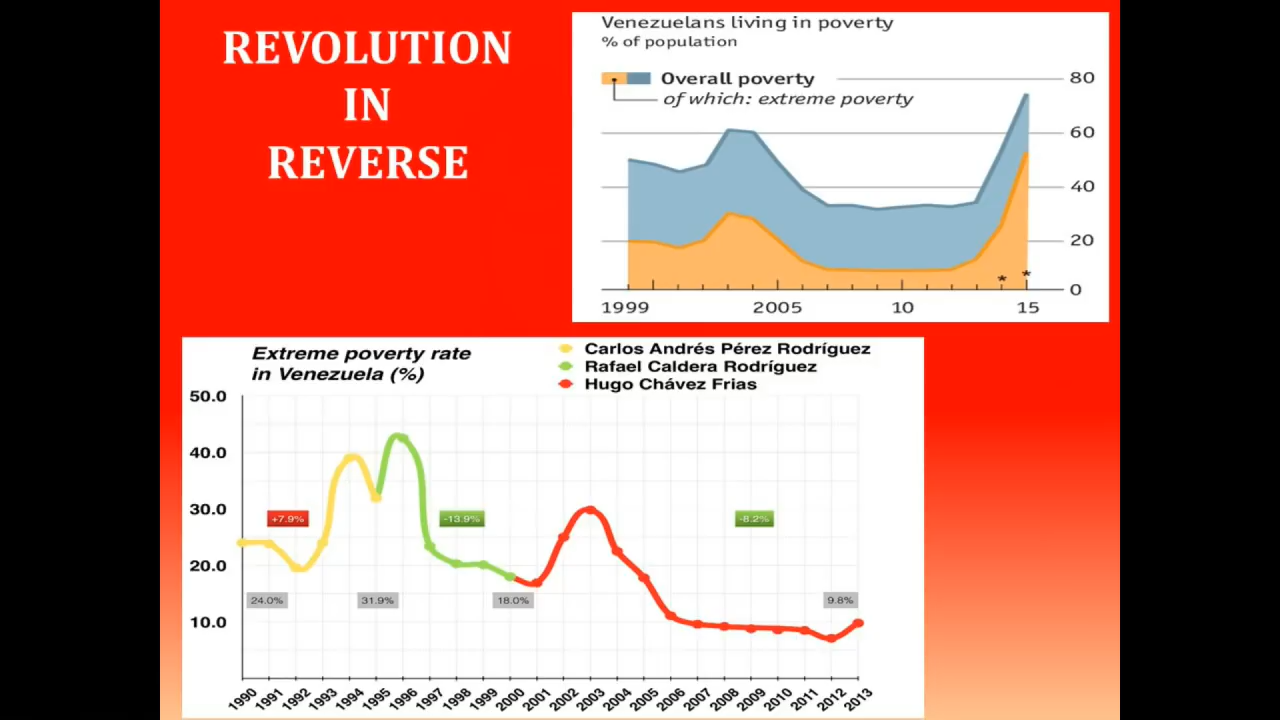 REVOLUTION
IN
REVERSE
Venezuelans living in poverty
% of population
Overall poverty
of which: extreme poverty
80
60
40
20
0
* *
1999 2005 10 15
Extreme poverty rate
in Venezuela (%)
Carlos Andrés Pérez Rodríguez
Rafael Caldera Rodríguez
Hugo Chávez Frias
50.0
40.0
30.0
20.0
10.0
+7.9% -13.9% -8.2%
24.0% 31.9% 18.0% 9.8%
1990 1991 1992 1993 1994 1995 1996 1997 1998 1999 2000 2001 2002 2003 2004 2005 2006 2007 2008 2009 2010 2011 2012 2013